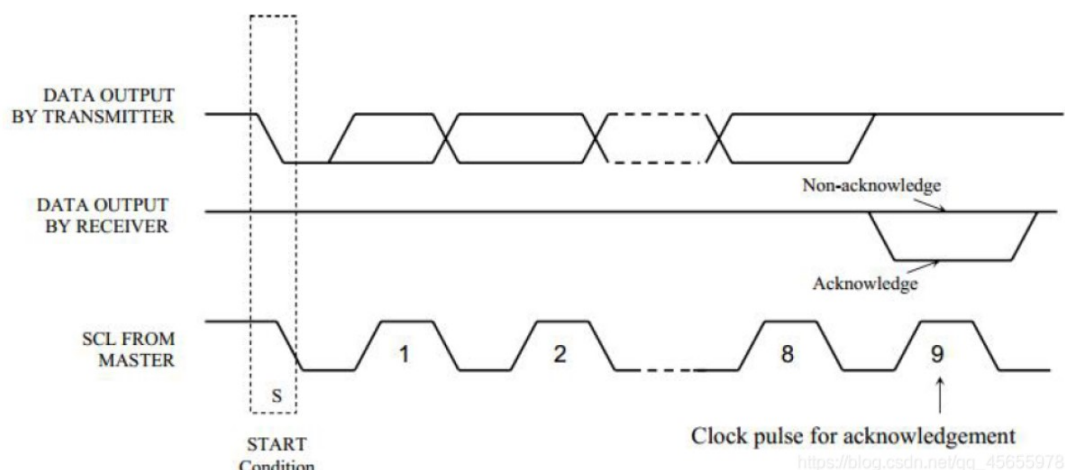 DATA OUTPUT
BY TRANSMITTER
Non-acknowledge
DATA OUTPUT
BY RECEIVER
Acknowledge
SCL FROM
MASTER
1
2
8
9
S
START
Condition
Clock pulse for acknowledgement
https://blog.csdn.net/qq_45655978